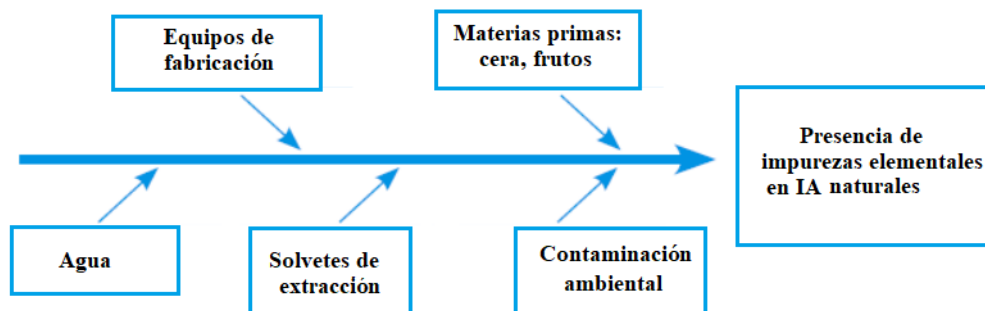 Equipos de
fabricación
Materias primas:
cera, frutos
Presencia de
impurezas elementales
en IA naturales
Agua
Solvetes de
extracción
Contaminación
ambiental